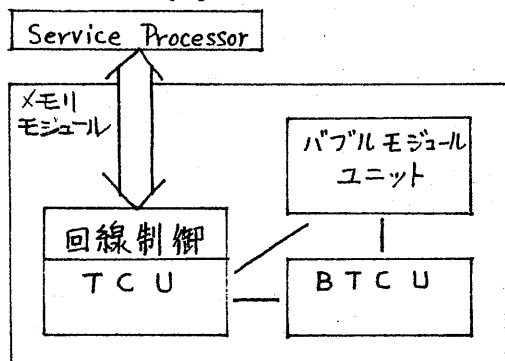 Service Processor
メモリ
モジュール
バブルモジュール
ユニット
回線制御
TCU
BTCU